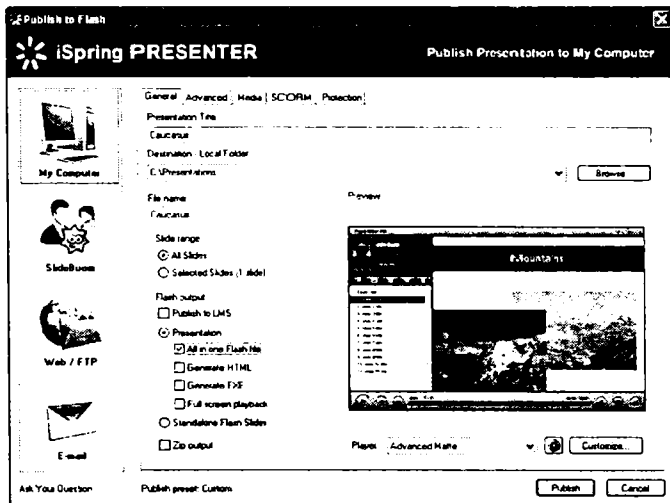 Publish to Flash
iSpring PRESENTER
Publish Presentation to My Computer
My Computer
SlideBoom
Web / FTP
E-mail
Ask Your Question
General Advanced Media SCORM Protection
Presentation Title
Caucasus
Destination - Local Folder
C:\Presentations
Browse
File name
Caucasus
Slide range
All Slides
Selected Slides (1 slide)
Flash output
Publish to LMS
Presentation
All in one Flash file
Generate HTML
Generate EXE
Full screen playback
Standalone Flash Slides
Zip output
Publish preset: Custom
Preview
Mountains
Player: Advanced Matte
Customize...
Publish
Cancel